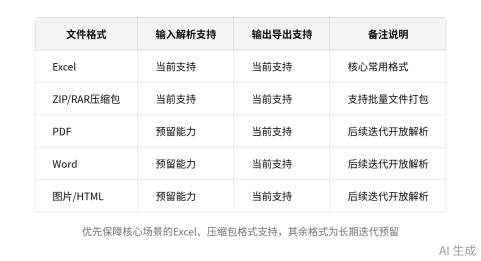 文件格式 输入解析支持 输出导出支持 备注说明
Excel 当前支持 当前支持 核心常用格式
ZIP/RAR压缩包 当前支持 当前支持 支持批量文件打包
PDF 预留能力 当前支持 后续迭代开放解析
Word 预留能力 当前支持 后续迭代开放解析
图片/HTML 预留能力 当前支持 后续迭代开放解析
优先保障核心场景的Excel、压缩包格式支持，其余格式为长期迭代预留
AI 生成